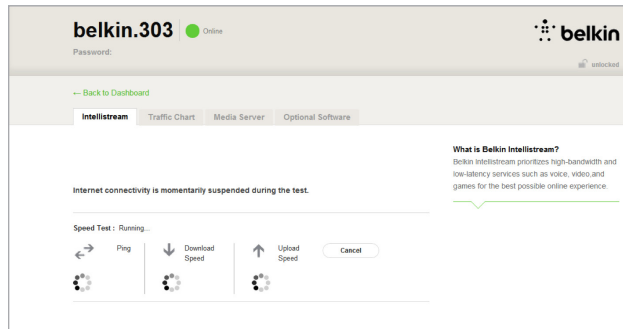 belkin.303
Online
belkin
Password:
unlocked
← Back to Dashboard
Intellistream
Traffic Chart
Media Server
Optional Software
What is Belkin Intellistream?
Belkin Intellistream prioritizes high-bandwidth and
low-latency services such as voice, video,and
games for the best possible online experience.
Internet connectivity is momentarily suspended during the test.
Speed Test : Running...
Ping
Download
Speed
Upload
Speed
Cancel